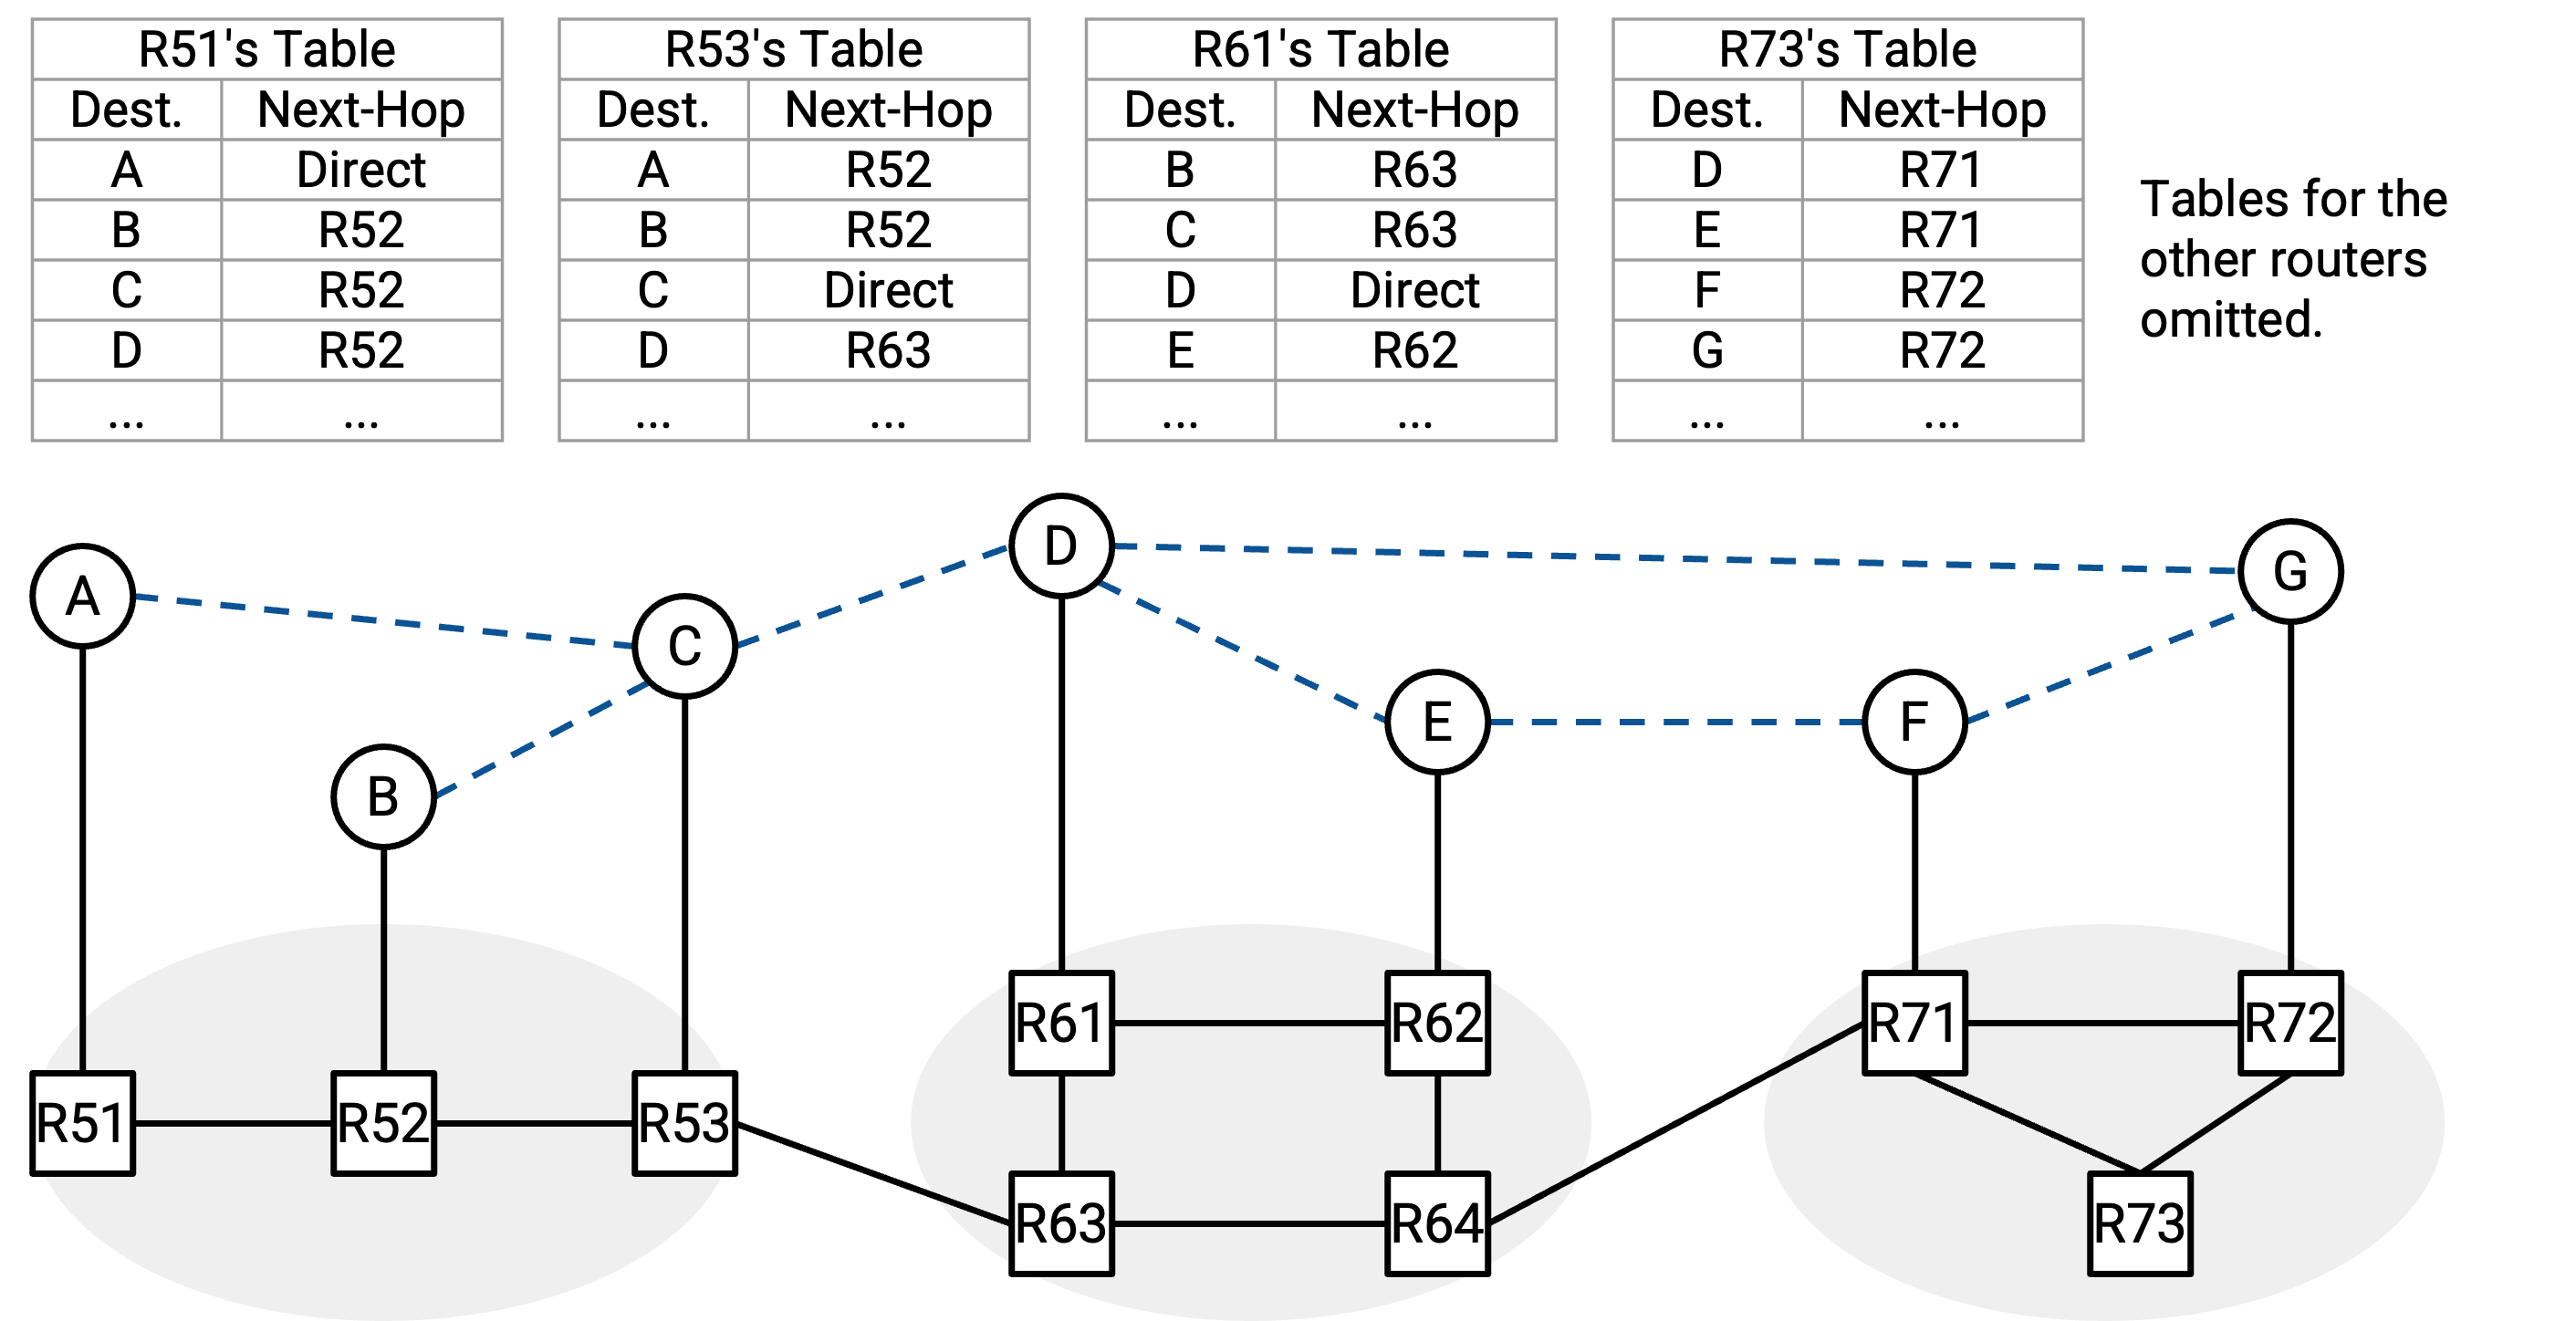 R51's Table
Dest. Next-Hop
A Direct
B R52
C R52
D R52
... ...
R53's Table
Dest. Next-Hop
A R52
B R52
C Direct
D R63
... ...
R61's Table
Dest. Next-Hop
B R63
C R63
D Direct
E R62
... ...
R73's Table
Dest. Next-Hop
D R71
E R71
F R72
G R72
... ...
Tables for the
other routers
omitted.
D
G
A
C
E
F
B
R61
R62
R71
R72
R51
R52
R53
R63
R64
R73